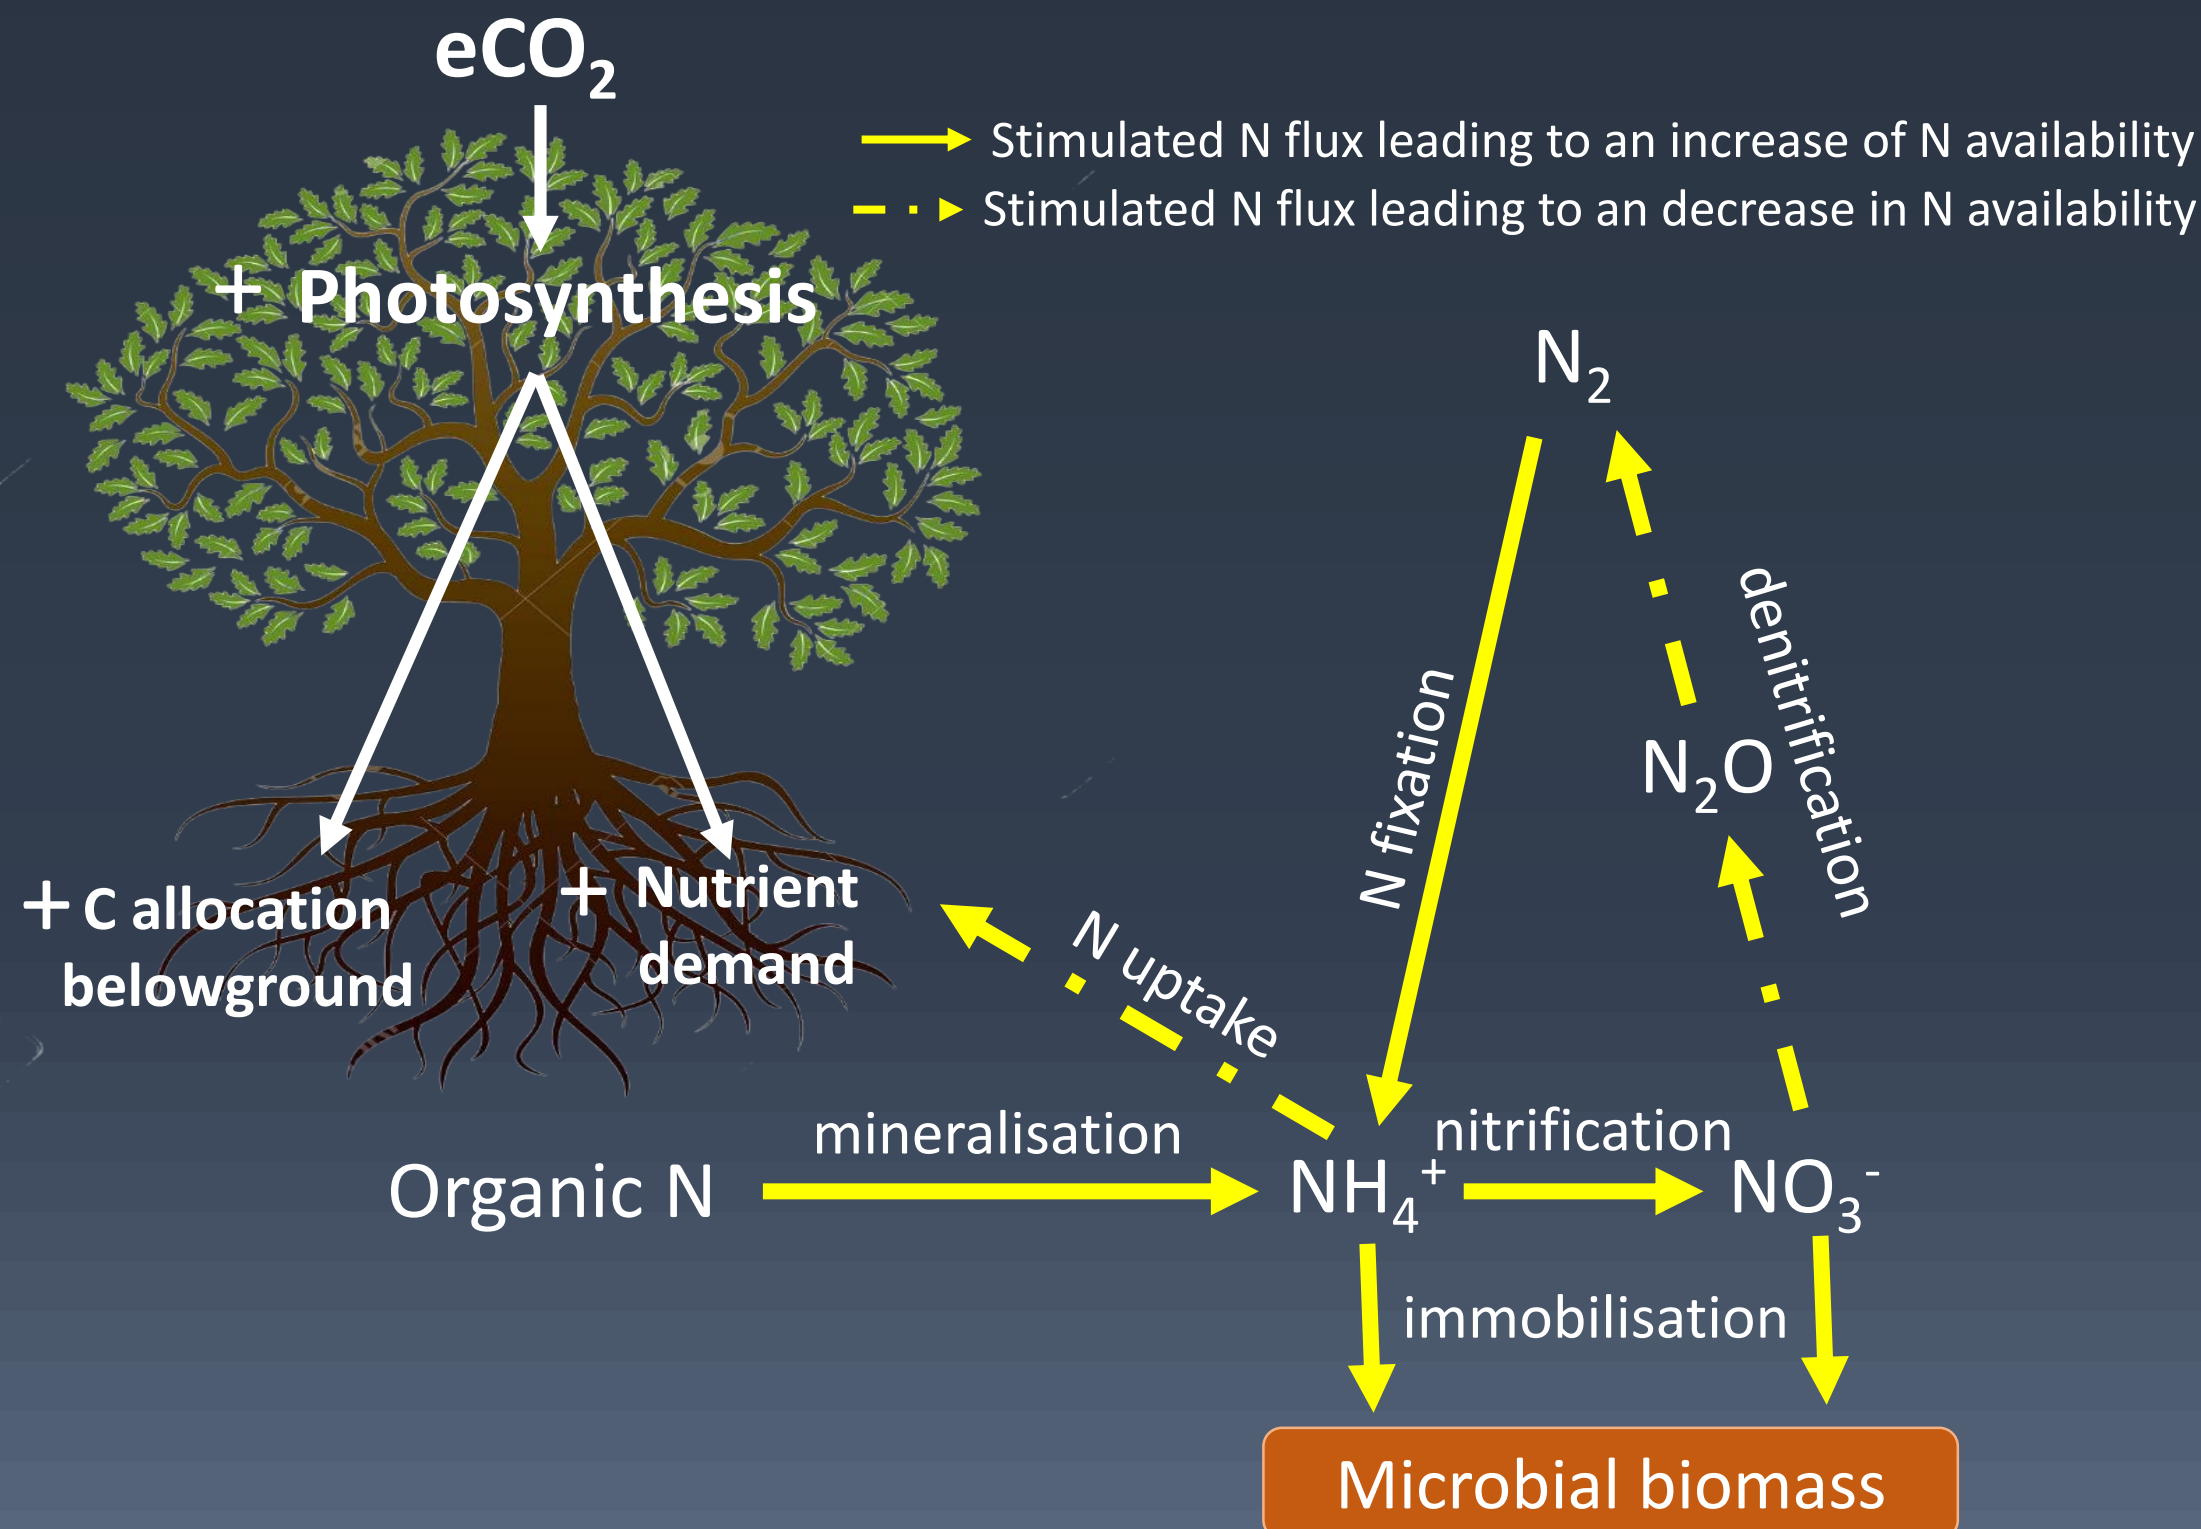 eCO₂
Stimulated N flux leading to an increase of N availability
Stimulated N flux leading to an decrease in N availability
+ Photosynthesis
N₂
N fixation
denitrification
N₂O
+ C allocation
belowground
+ Nutrient
demand
N uptake
mineralisation
nitrification
Organic N
NH₄⁺
NO₃⁻
immobilisation
Microbial biomass